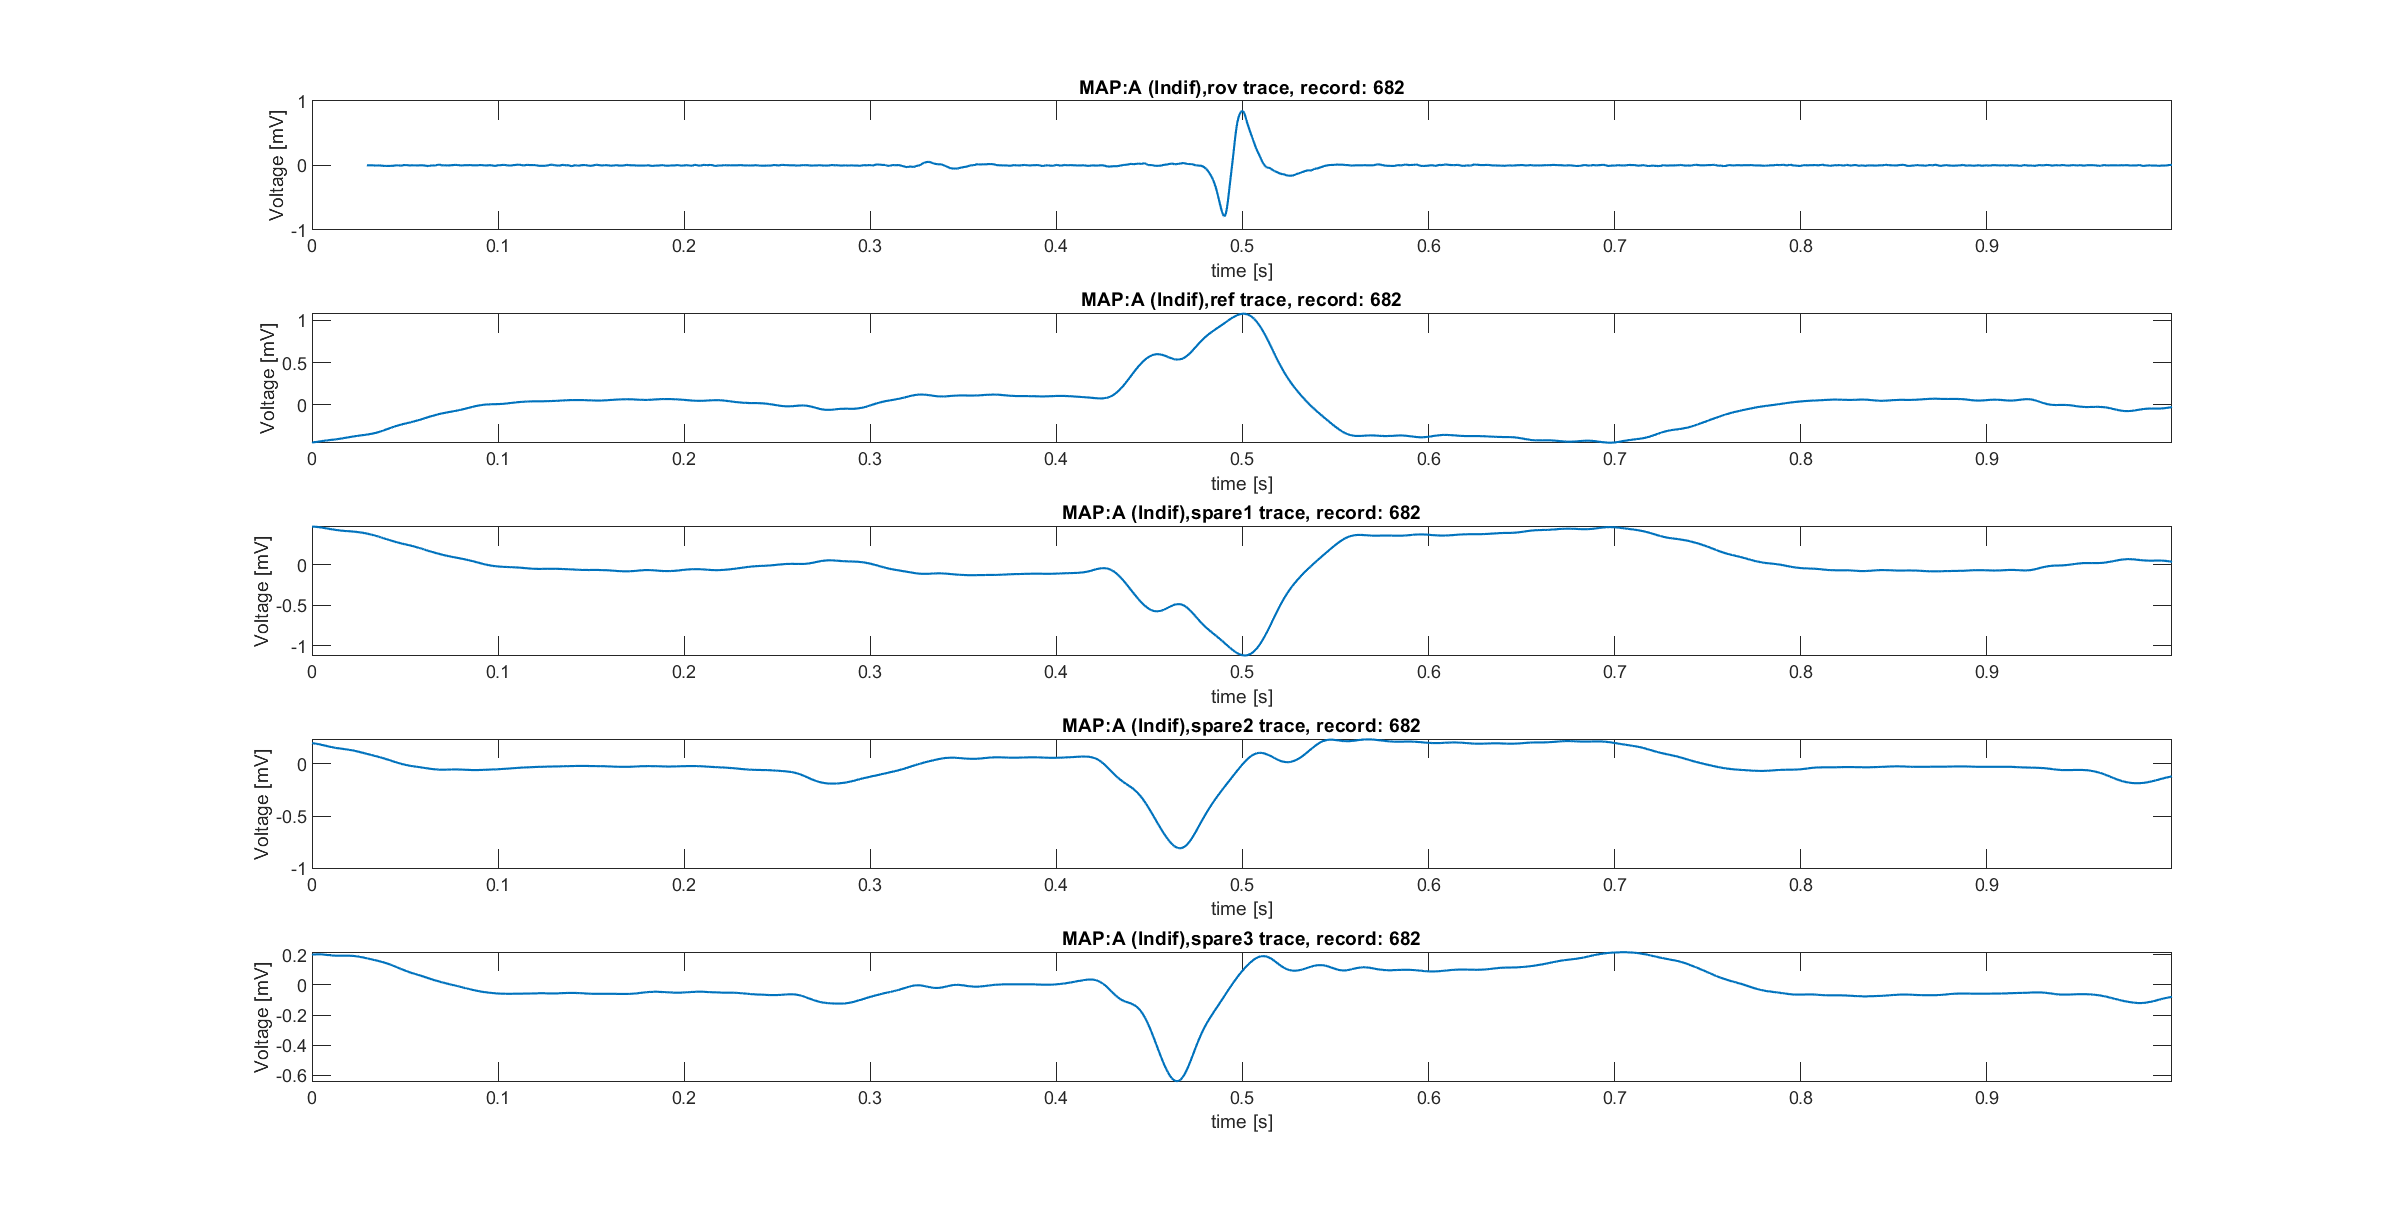 MAP:A (Indif),rov trace, record: 682
Voltage [mV]
1
0
-1
0 0.1 0.2 0.3 0.4 0.5 0.6 0.7 0.8 0.9
time [s]
MAP:A (Indif),ref trace, record: 682
Voltage [mV]
1
0.5
0
0 0.1 0.2 0.3 0.4 0.5 0.6 0.7 0.8 0.9
time [s]
MAP:A (Indif),spare1 trace, record: 682
Voltage [mV]
0
-0.5
-1
0 0.1 0.2 0.3 0.4 0.5 0.6 0.7 0.8 0.9
time [s]
MAP:A (Indif),spare2 trace, record: 682
Voltage [mV]
0
-0.5
-1
0 0.1 0.2 0.3 0.4 0.5 0.6 0.7 0.8 0.9
time [s]
MAP:A (Indif),spare3 trace, record: 682
Voltage [mV]
0.2
0
-0.2
-0.4
-0.6
0 0.1 0.2 0.3 0.4 0.5 0.6 0.7 0.8 0.9
time [s]